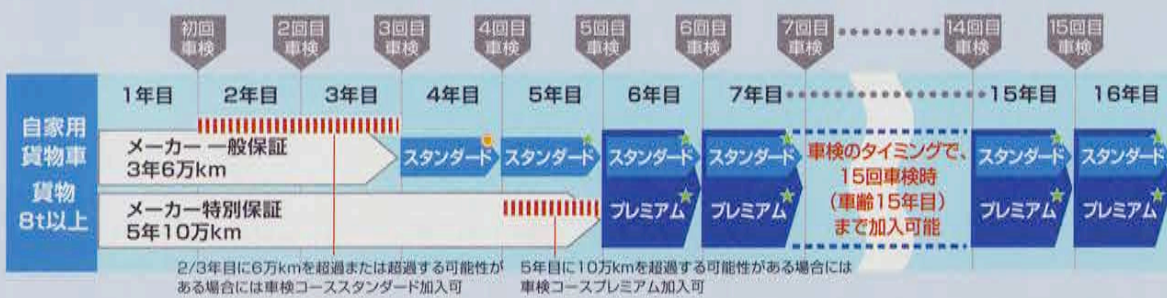 初回
車検
2回目
車検
3回目
車検
4回目
車検
5回目
車検
6回目
車検
7回目
車検
14回目
車検
15回目
車検
1年目
2年目
3年目
4年目
5年目
6年目
7年目
15年目
16年目
自家用
貨物車
貨物
8t以上
メーカー 一般保証
3年6万km
スタンダード
スタンダード
スタンダード
スタンダード
車検のタイミングで、
15回車検時
(車齢15年目)
まで加入可能
スタンダード
スタンダード
メーカー特別保証
5年10万km
プレミアム
プレミアム
プレミアム
プレミアム
2/3年目に6万kmを超過または超過する可能性が
ある場合には車検コーススタンダード加入可
5年目に10万kmを超過する可能性がある場合には
車検コースプレミアム加入可